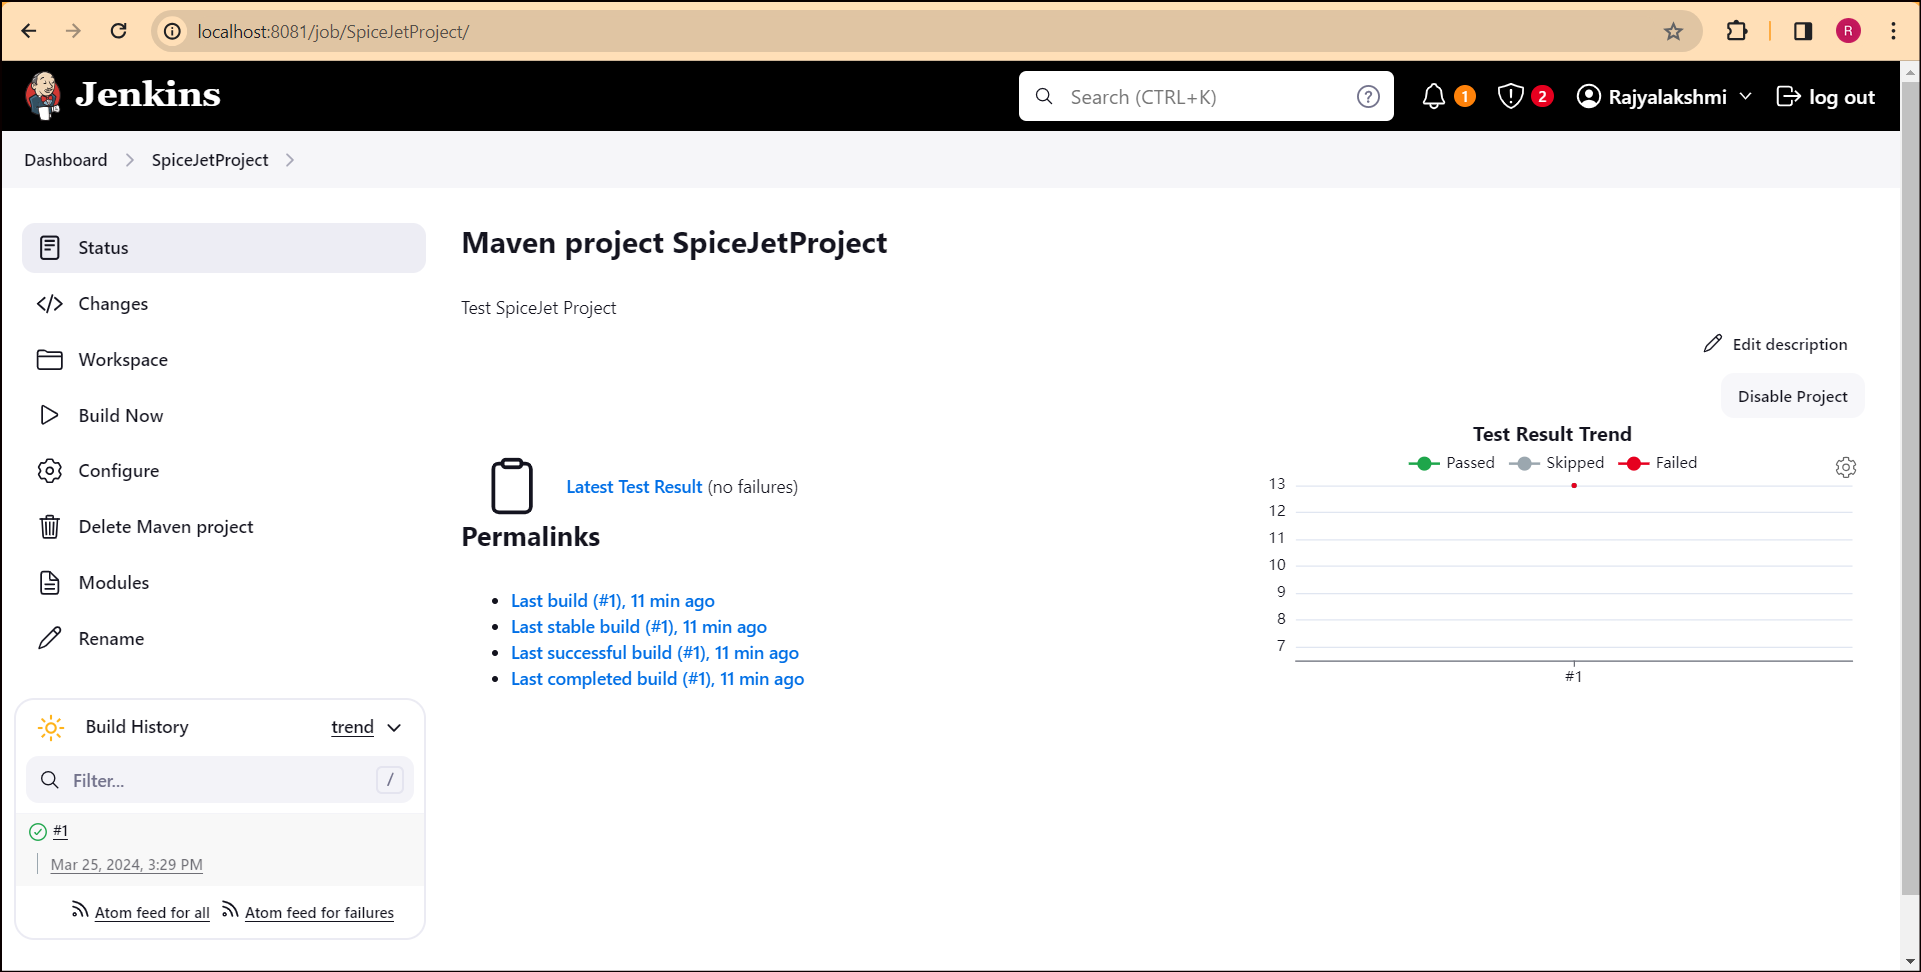 localhost:8081/job/SpiceJetProject/
R
Jenkins
Search (CTRL+K)
?
1
2
Rajyalakshmi
log out
Dashboard
SpiceJetProject
Status
Changes
Workspace
Build Now
Configure
Delete Maven project
Modules
Rename
Build History
trend
Filter...
/
#1
Mar 25, 2024, 3:29 PM
Atom feed for all
Atom feed for failures
Maven project SpiceJetProject
Test SpiceJet Project
Edit description
Disable Project
Latest Test Result (no failures)
Permalinks
Last build (#1), 11 min ago
Last stable build (#1), 11 min ago
Last successful build (#1), 11 min ago
Last completed build (#1), 11 min ago
Test Result Trend
Passed Skipped Failed
13
12
11
10
9
8
7
#1